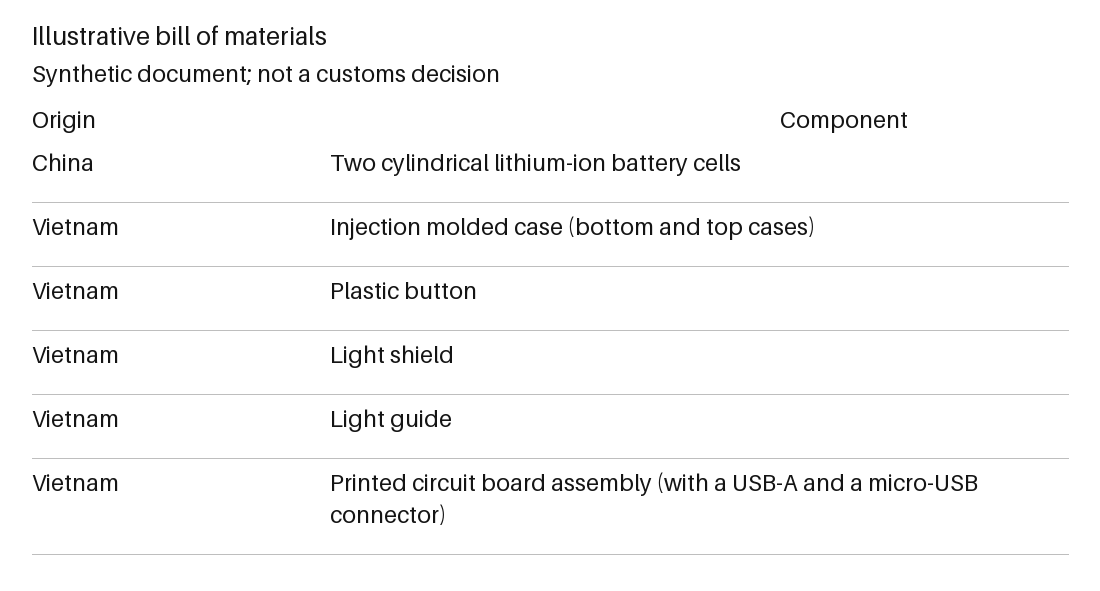 Illustrative bill of materials
Synthetic document; not a customs decision
Origin Component
China Two cylindrical lithium-ion battery cells
Vietnam Injection molded case (bottom and top cases)
Vietnam Plastic button
Vietnam Light shield
Vietnam Light guide
Vietnam Printed circuit board assembly (with a USB-A and a micro-USB
connector)